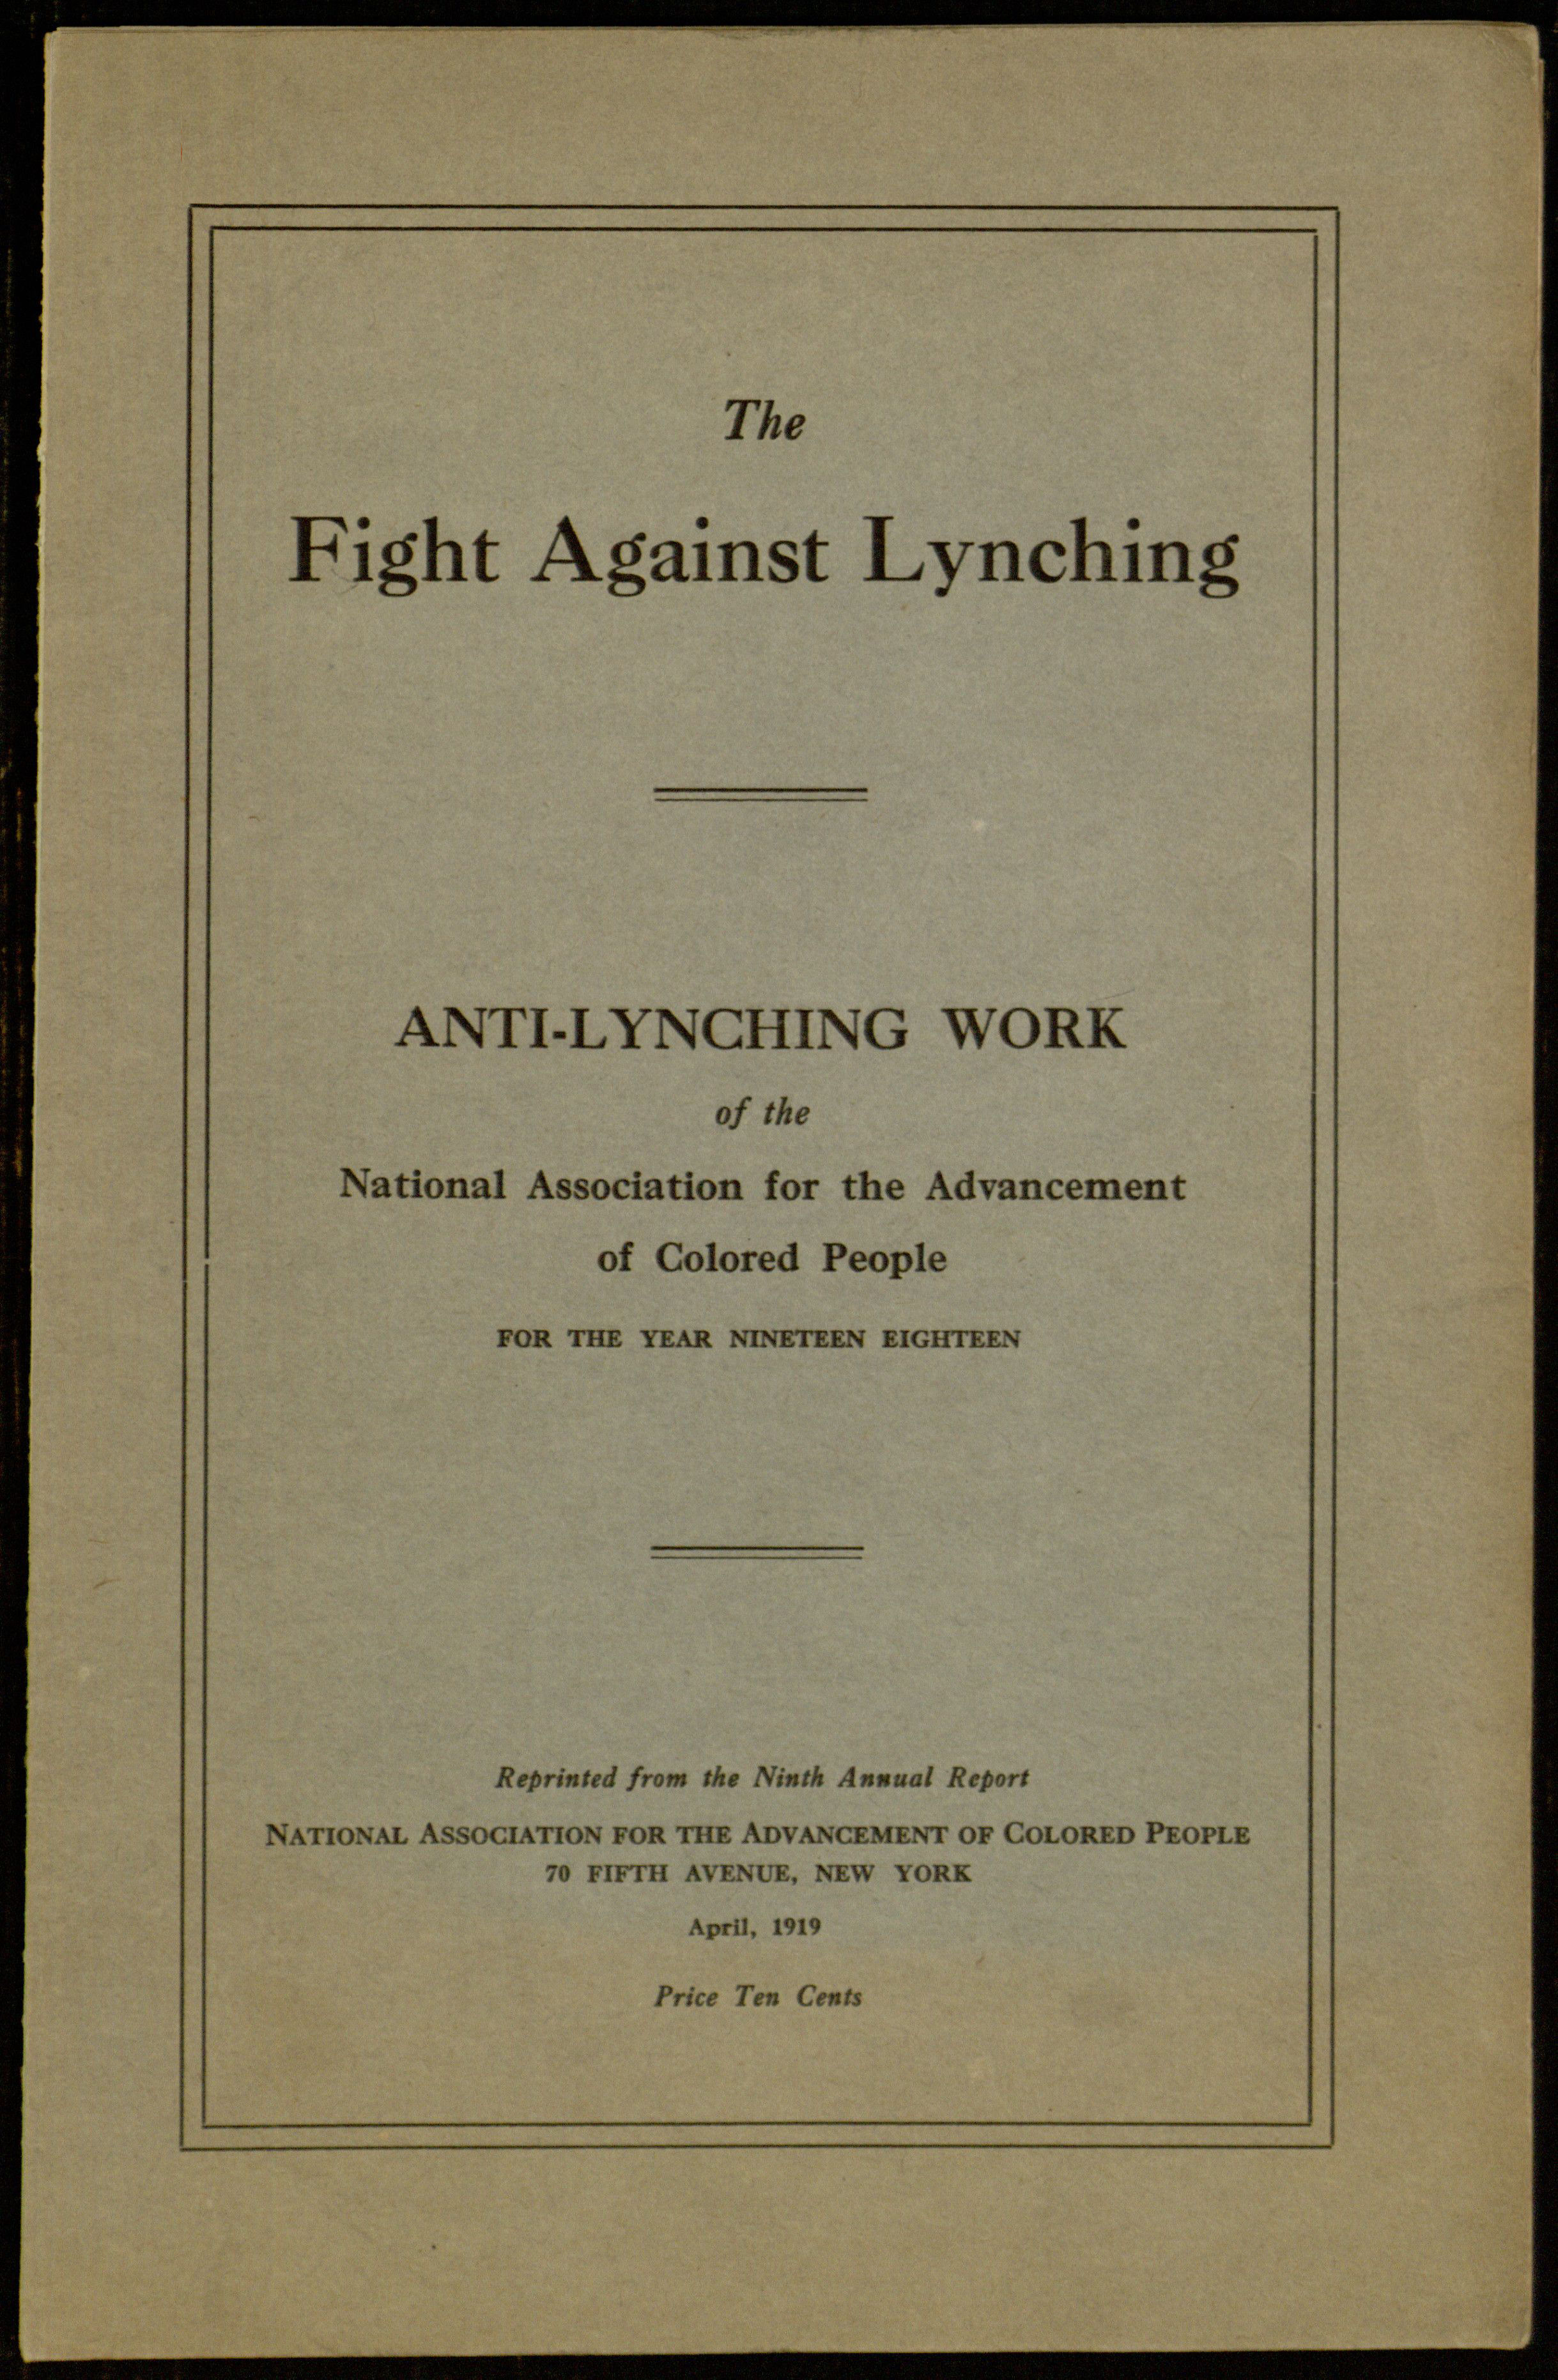 The
Fight Against Lynching
ANTI-LYNCHING WORK
of the
National Association for the Advancement
of Colored People
FOR THE YEAR NINETEEN EIGHTEEN
Reprinted from the Ninth Annual Report
NATIONAL ASSOCIATION FOR THE ADVANCEMENT OF COLORED PEOPLE
70 FIFTH AVENUE, NEW YORK
April, 1919
Price Ten Cents